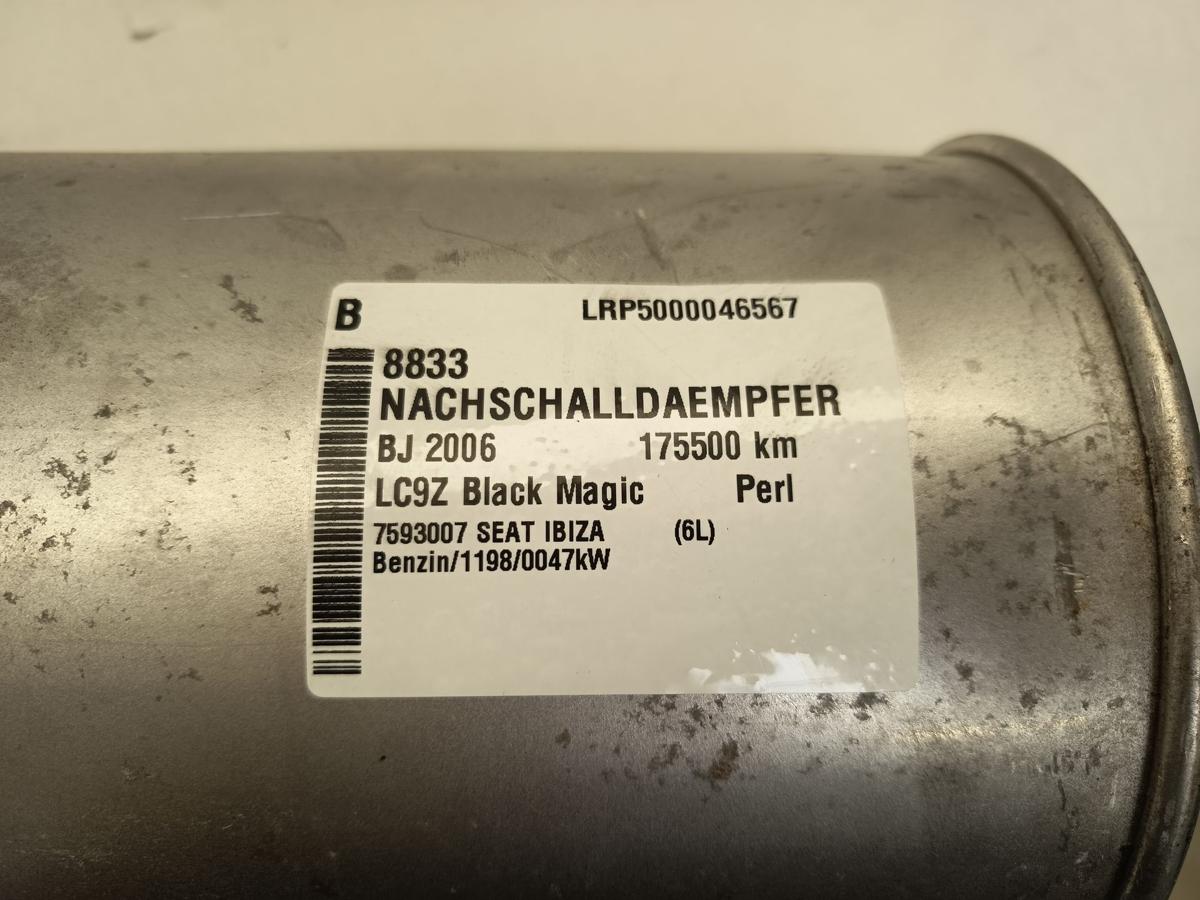 B LRP5000046567
8833
NACHSCHALLDAEMPFER
BJ 2006 175500 km
LC9Z Black Magic Perl
7593007 SEAT IBIZA (6L)
Benzin/1198/0047kW